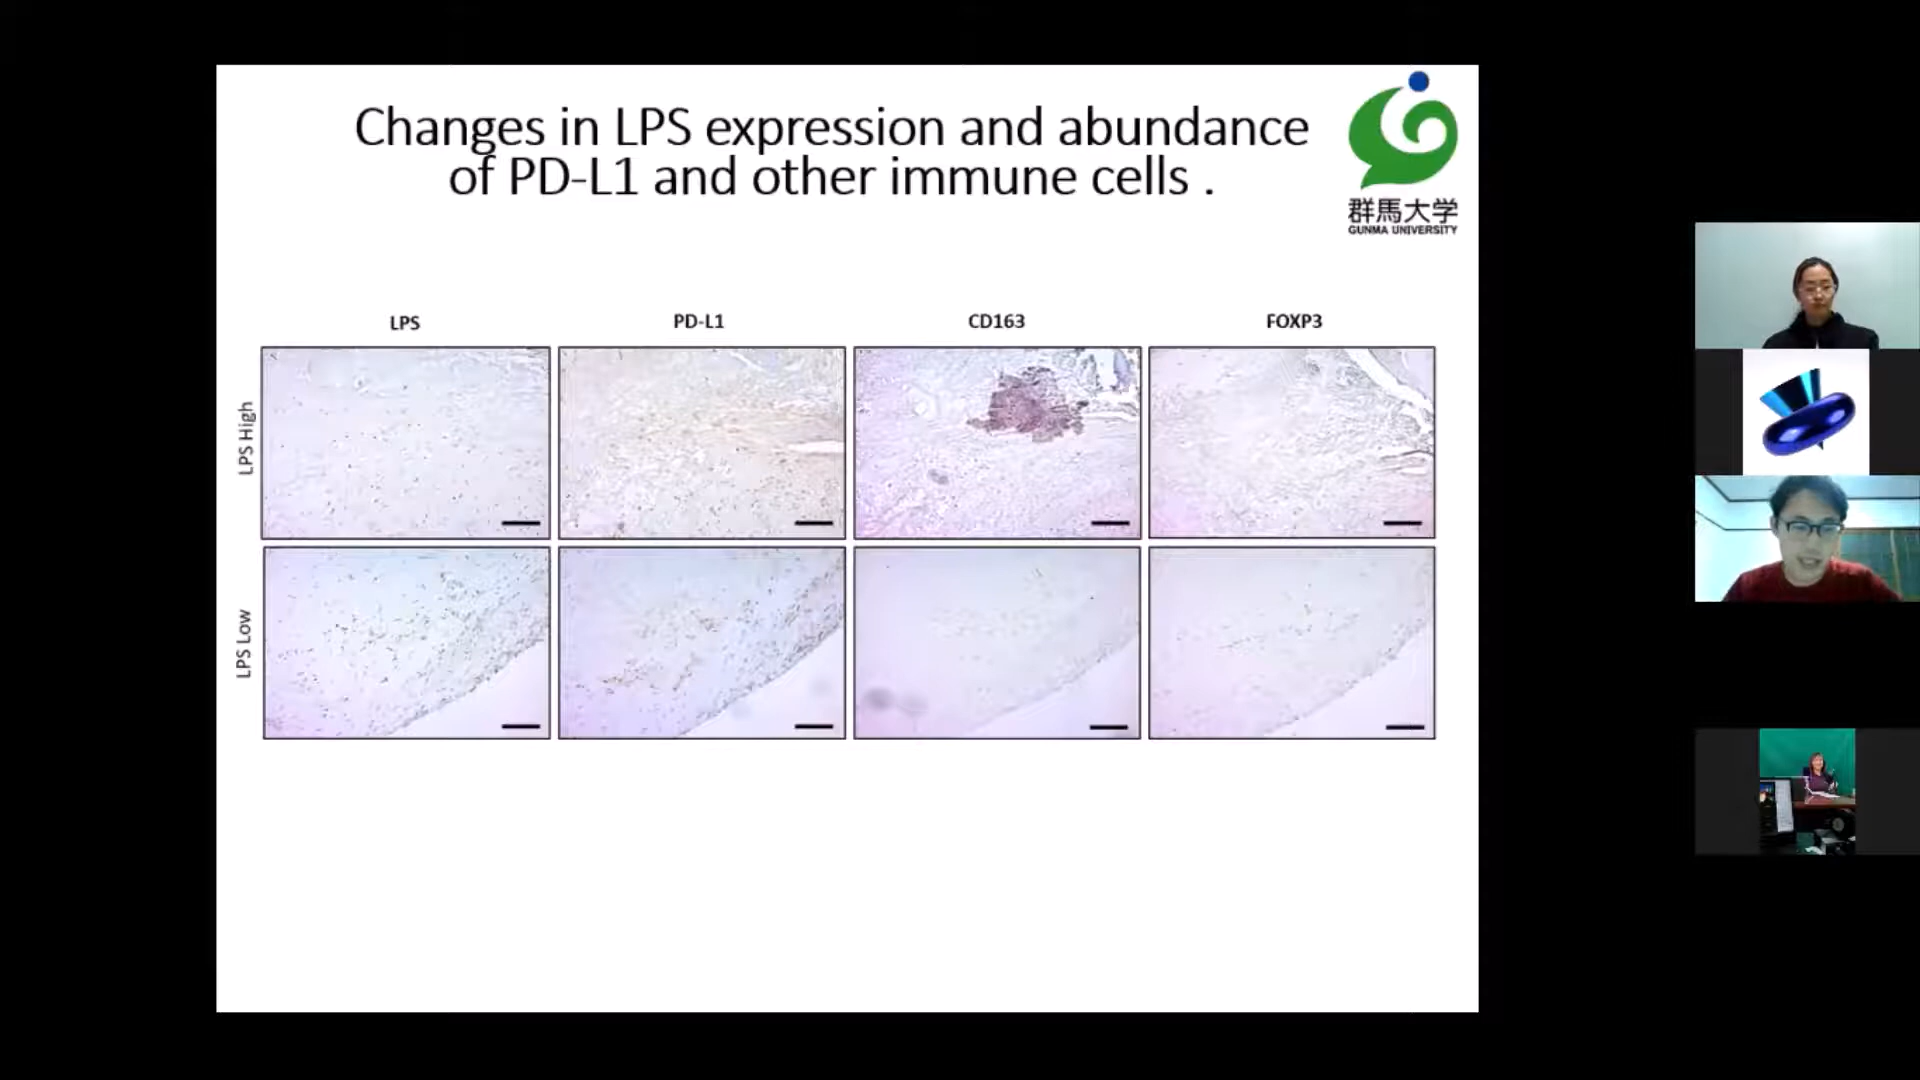 Changes in LPS expression and abundance
of PD-L1 and other immune cells .
群馬大学
GUNMA UNIVERSITY
LPS
PD-L1
CD163
FOXP3
LPS High
LPS Low